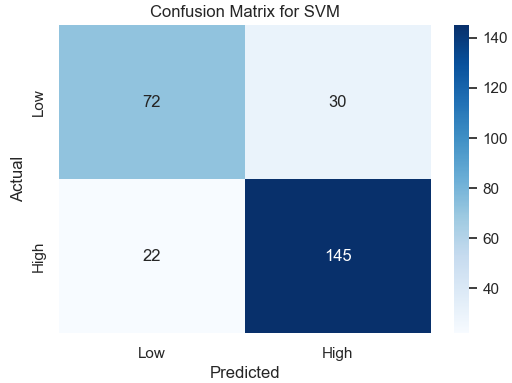 Confusion Matrix for SVM
Actual
Low
High
72
30
22
145
Low
High
Predicted
140
120
100
80
60
40